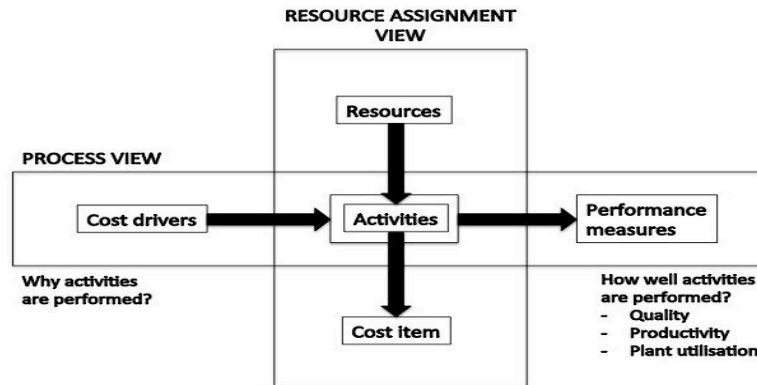 RESOURCE ASSIGNMENT
VIEW
Resources
PROCESS VIEW
Cost drivers
Activities
Performance
measures
Why activities
are performed?
How well activities
are performed?
- Quality
- Productivity
- Plant utilisation
Cost item